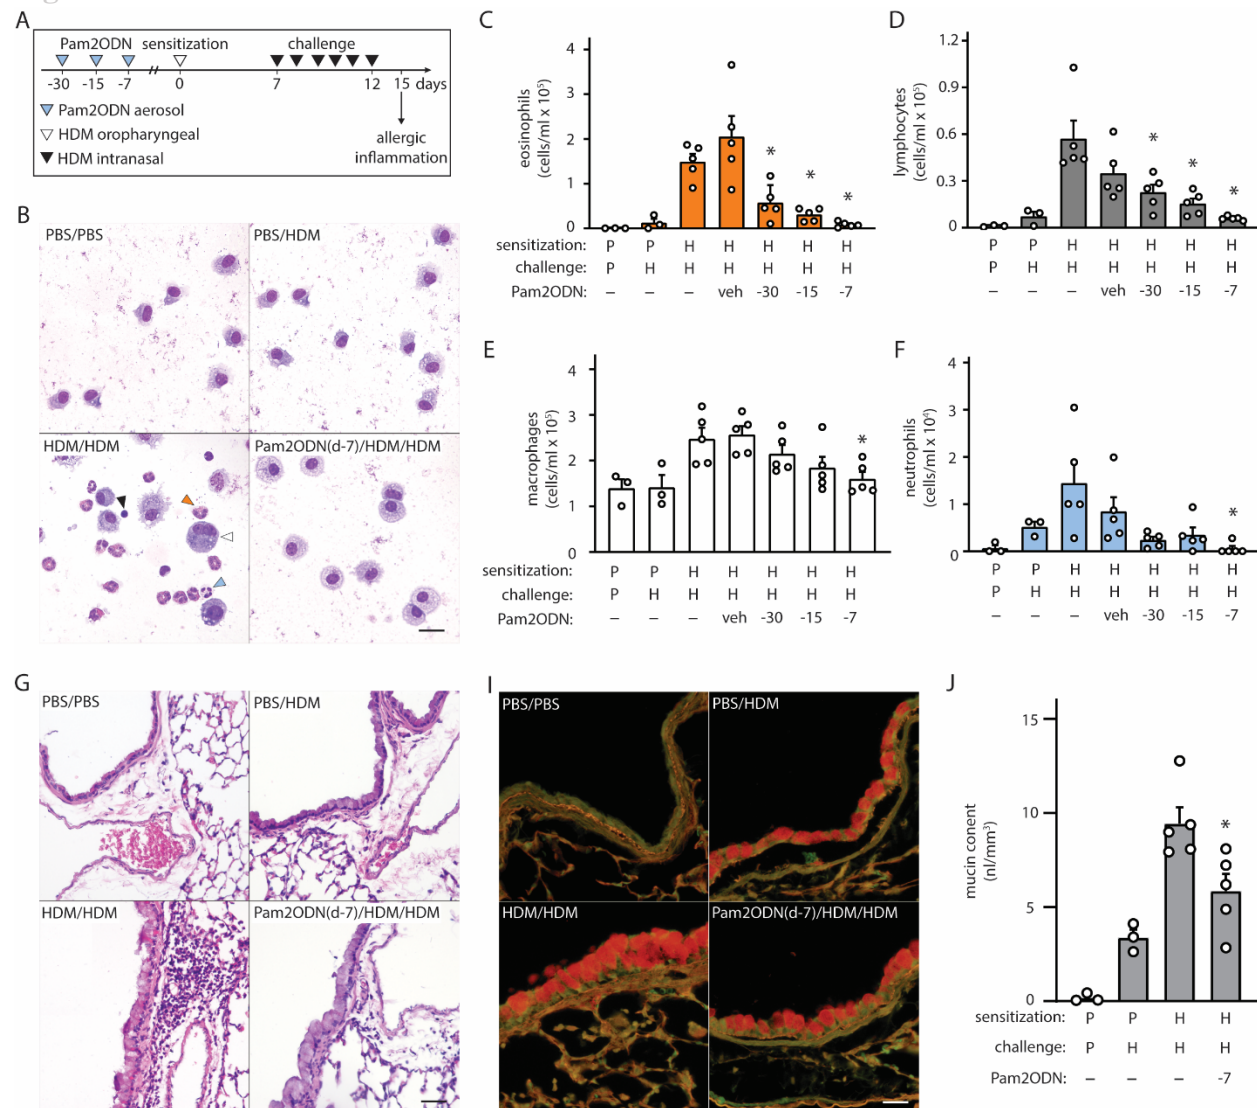 A
Pam2ODN sensitization challenge
-30 -15 -7 0 7 12 15 days
Pam2ODN aerosol
HDM oropharyngeal
HDM intranasal
allergic
inflammation
B
PBS/PBS
PBS/HDM
HDM/HDM
Pam2ODN(d-7)/HDM/HDM
C
eosinophils
(cells/ml x 10⁵)
4
3
2
1
0
* * *
sensitization: P P H H H H H
challenge: P H H H H H H
Pam2ODN: – – – veh -30 -15 -7
D
lymphocytes
(cells/ml x 10⁵)
1.2
0.6
0.3
0
* * *
P P H H H H H
P H H H H H H
– – – veh -30 -15 -7
E
macrophages
(cells/ml x 10⁵)
4
3
2
1
0
*
sensitization: P P H H H H H
challenge: P H H H H H H
Pam2ODN: – – – veh -30 -15 -7
F
neutrophils
(cells/ml x 10⁴)
4
3
2
1
0
*
P P H H H H H
P H H H H H H
– – – veh -30 -15 -7
G
PBS/PBS
PBS/HDM
HDM/HDM
Pam2ODN(d-7)/HDM/HDM
I
PBS/PBS
PBS/HDM
HDM/HDM
Pam2ODN(d-7)/HDM/HDM
J
mucin conent
(nl/mm³)
15
10
5
0
*
sensitization: P P H H
challenge: P H H H
Pam2ODN: – – – -7